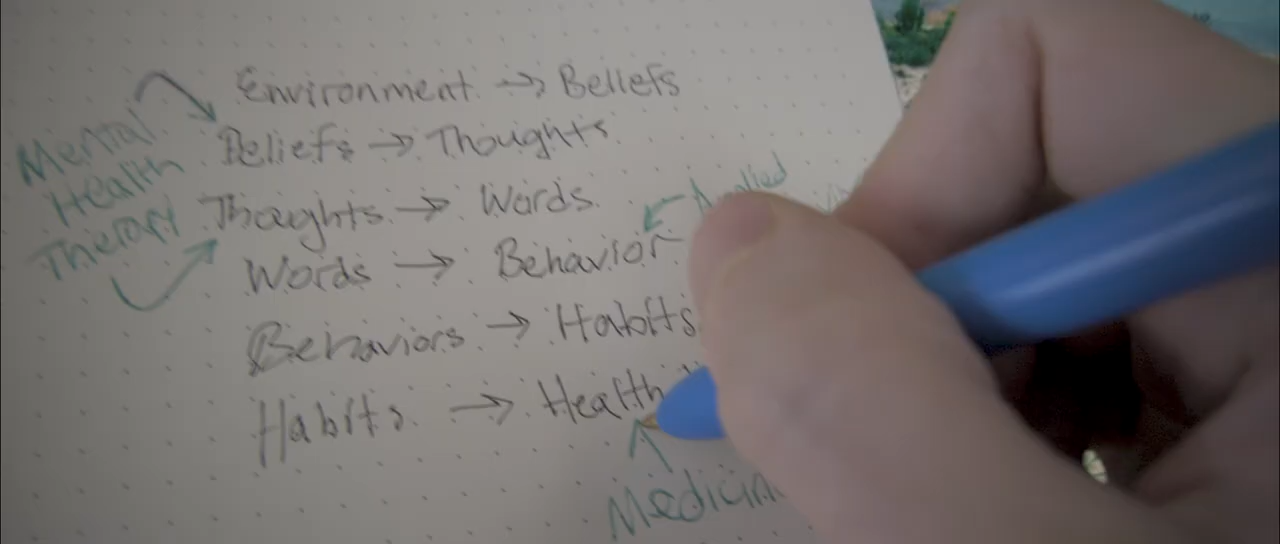 Environment → Beliefs
Mental Health Therapy
Beliefs → Thoughts
Thoughts → Words
Applied
Words → Behavior
Behaviors → Habits
Habits → Health